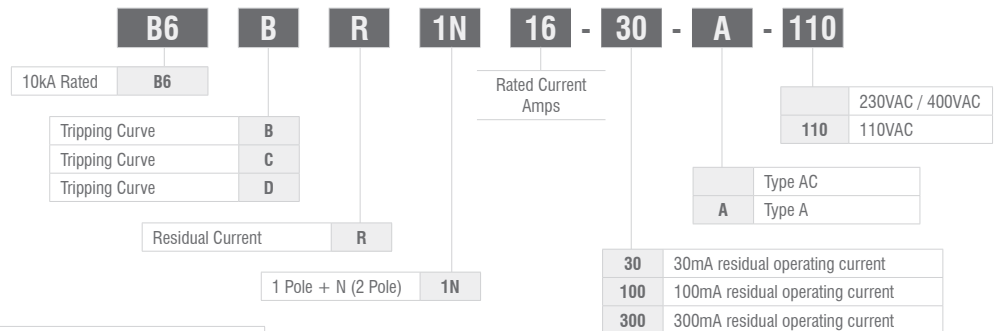 B6 B R 1N 16 - 30 - A - 110
10kA Rated B6
Rated Current
Amps
230VAC / 400VAC
110 110VAC
Tripping Curve B
Tripping Curve C
Tripping Curve D
Type AC
A Type A
Residual Current R
30 30mA residual operating current
1 Pole + N (2 Pole) 1N
100 100mA residual operating current
300 300mA residual operating current